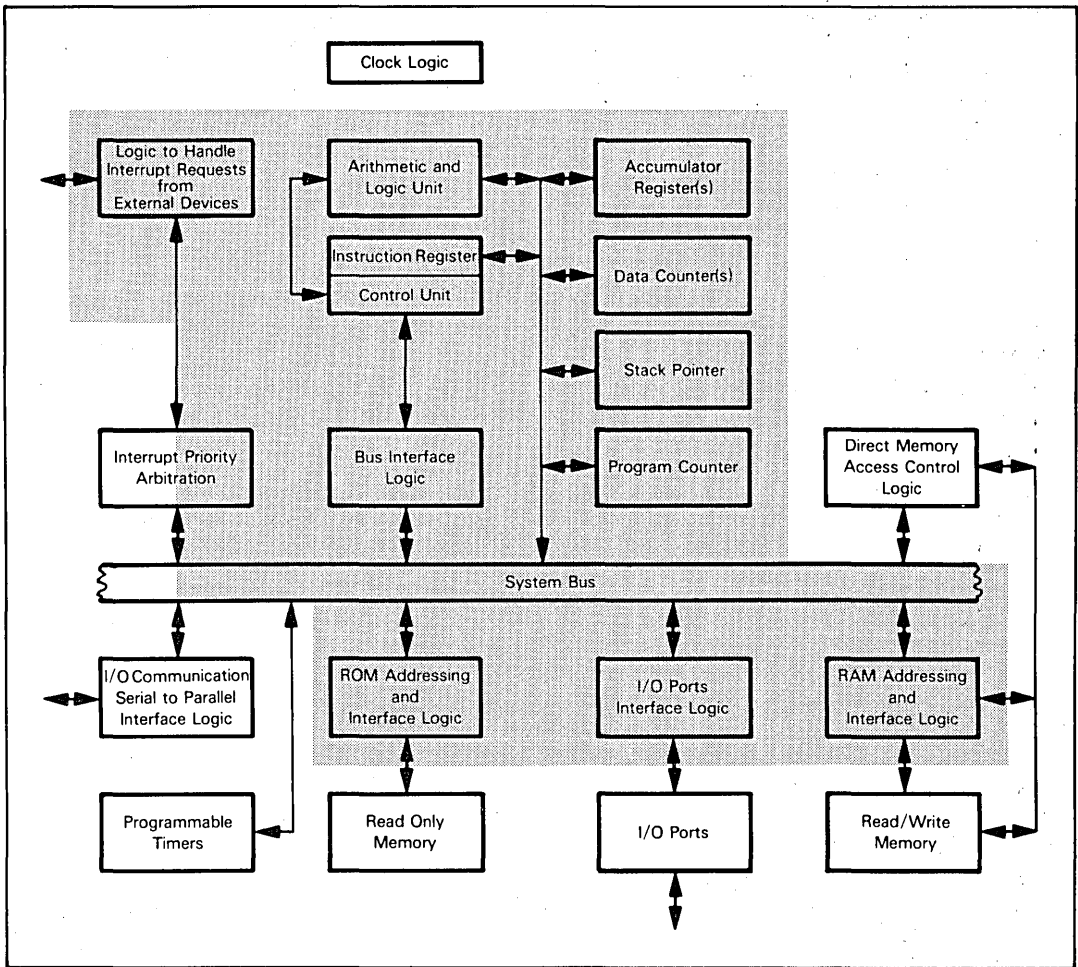 Clock Logic
Logic to Handle
Interrupt Requests
from
External Devices
Arithmetic and
Logic Unit
Accumulator
Register(s)
Instruction Register
Control Unit
Data Counter(s)
Stack Pointer
Interrupt Priority
Arbitration
Bus Interface
Logic
Program Counter
Direct Memory
Access Control
Logic
System Bus
I/O Communication
Serial to Parallel
Interface Logic
ROM Addressing
and
Interface Logic
I/O Ports
Interface Logic
RAM Addressing
and
Interface Logic
Programmable
Timers
Read Only
Memory
I/O Ports
Read/Write
Memory